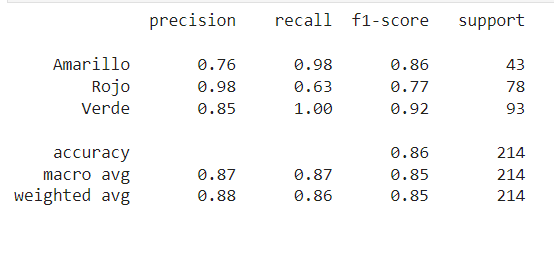 precision recall f1-score support
Amarillo 0.76 0.98 0.86 43
Rojo 0.98 0.63 0.77 78
Verde 0.85 1.00 0.92 93
accuracy 0.86 214
macro avg 0.87 0.87 0.85 214
weighted avg 0.88 0.86 0.85 214